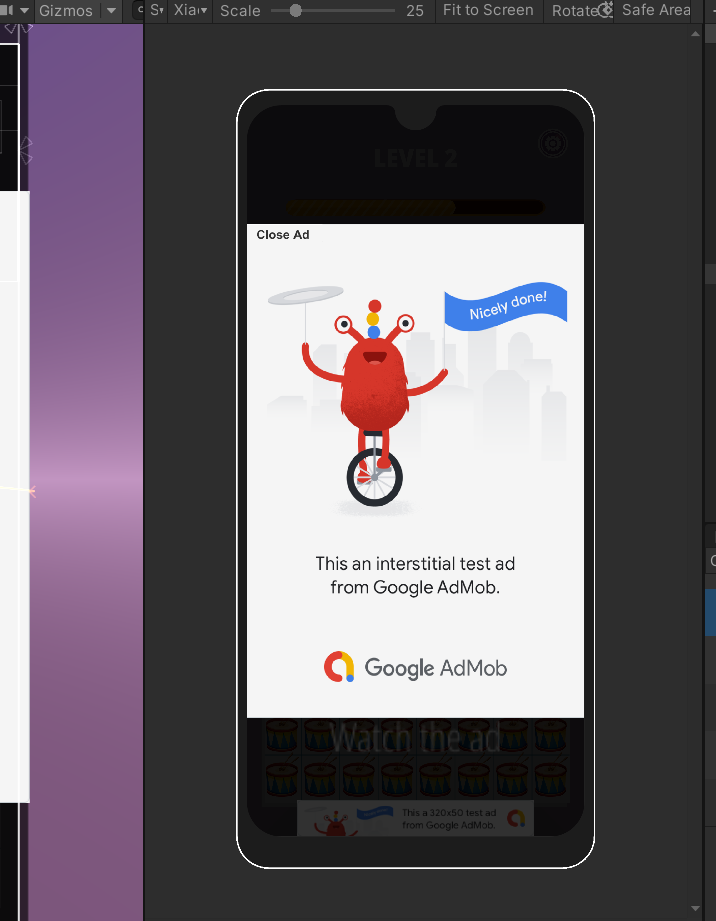 Gizmos
S
Xia
Scale
25
Fit to Screen
Rotate
Safe Area
LEVEL 2
Close Ad
Nicely done!
This an interstitial test ad
from Google AdMob.
Google AdMob
Watch the ad
This a 320x50 test ad
from Google AdMob.